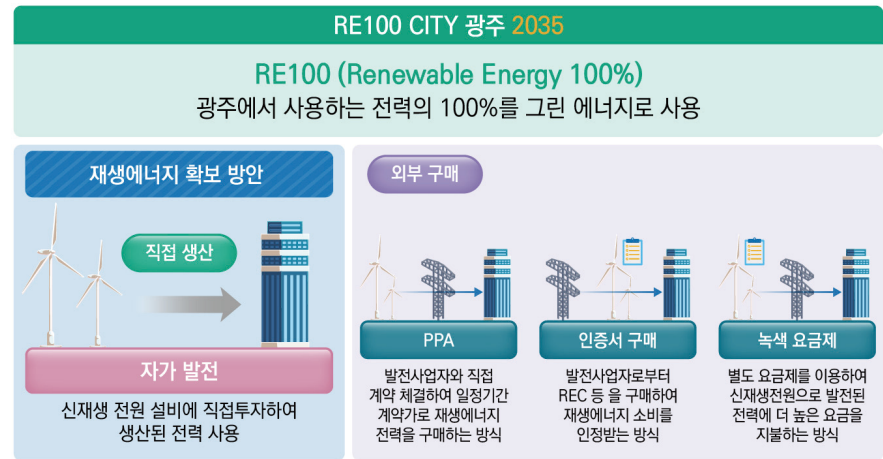 RE100 CITY 광주 2035
RE100 (Renewable Energy 100%)
광주에서 사용하는 전력의 100%를 그린 에너지로 사용
재생에너지 확보 방안
직접 생산
자가 발전
신재생 전원 설비에 직접투자하여
생산된 전력 사용
외부 구매
PPA
발전사업자와 직접
계약 체결하여 일정기간
계약가로 재생에너지
전력을 구매하는 방식
인증서 구매
발전사업자로부터
REC 등 을 구매하여
재생에너지 소비를
인정받는 방식
녹색 요금제
별도 요금제를 이용하여
신재생전원으로 발전된
전력에 더 높은 요금을
지불하는 방식